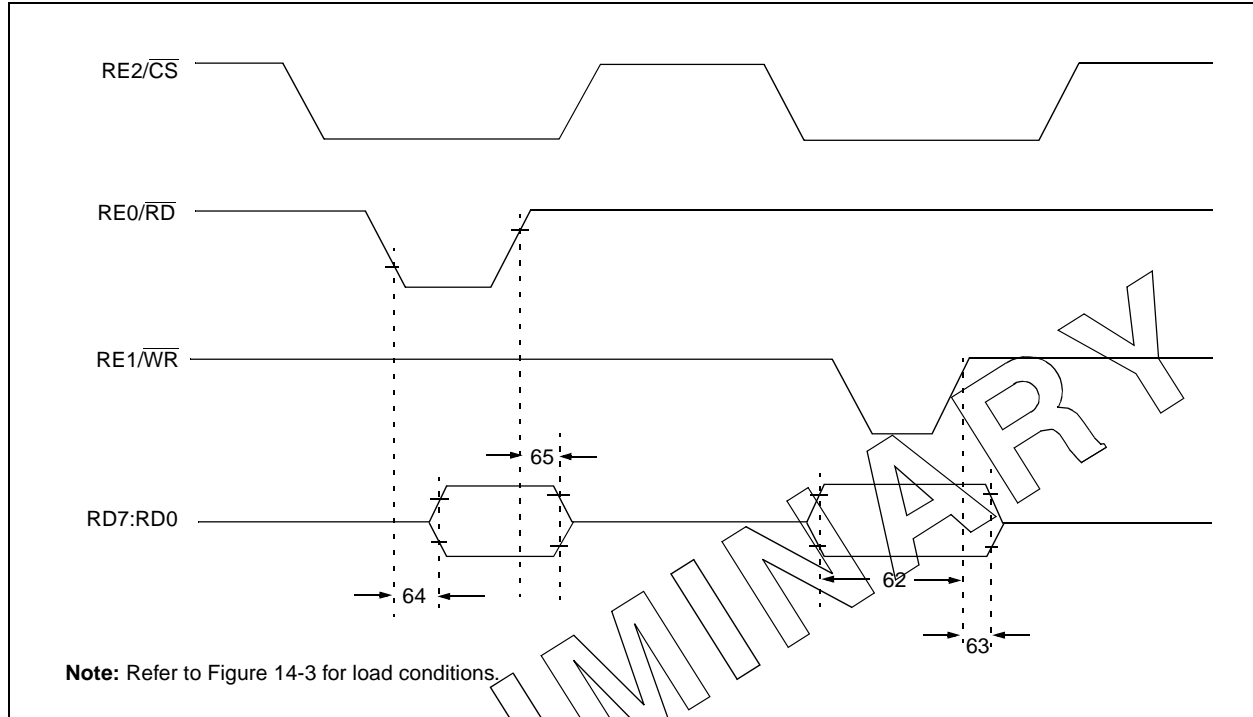 RE2/CS
RE0/RD
RE1/WR
65
RD7:RD0
62
64
63
Note: Refer to Figure 14-3 for load conditions.
IMINARY